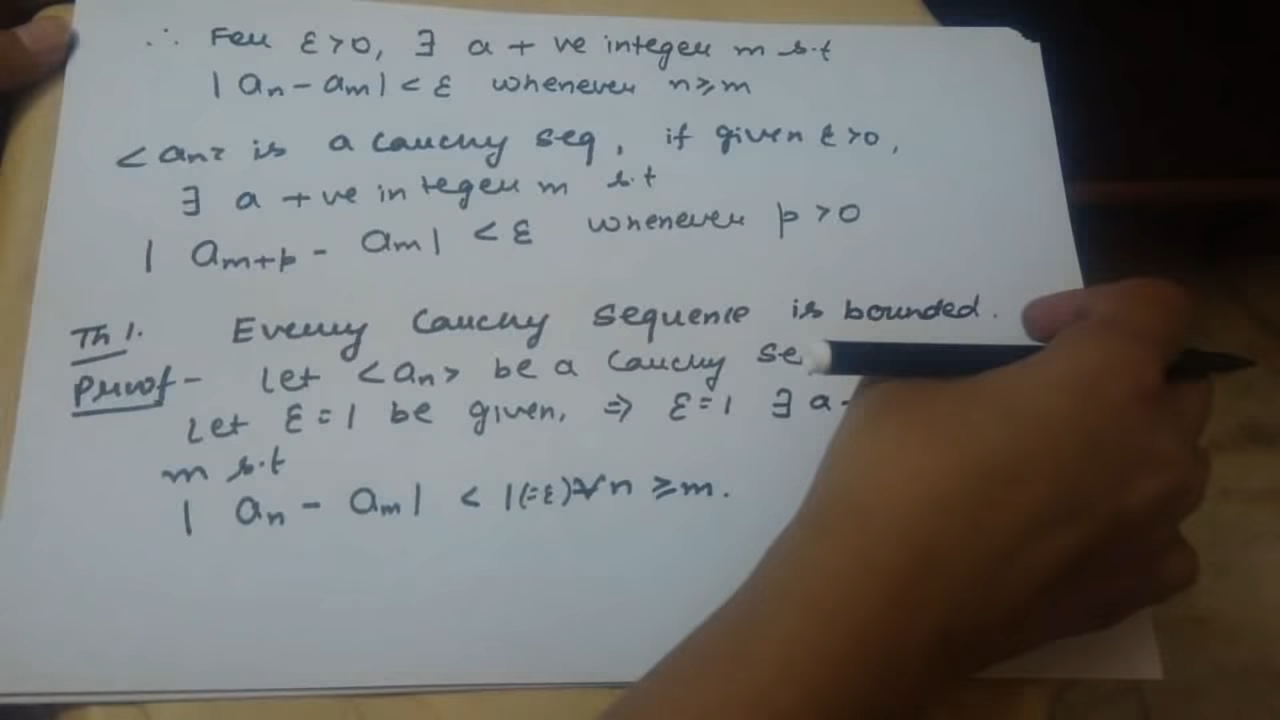 ∴ For ε>0, ∃ a +ve integer m s.t
|an - am| < ε whenever n≥m
<an> is a cauchy seq, if given ε>0,
∃ a +ve integer m s.t
|am+p - am| < ε whenever p>0
Th 1. Every Cauchy sequence is bounded.
Proof- Let <an> be a Cauchy se
Let ε=1 be given, ⇒ ε=1 ∃ a
m s.t
|an - am| < 1(=ε) ∀ n ≥m.